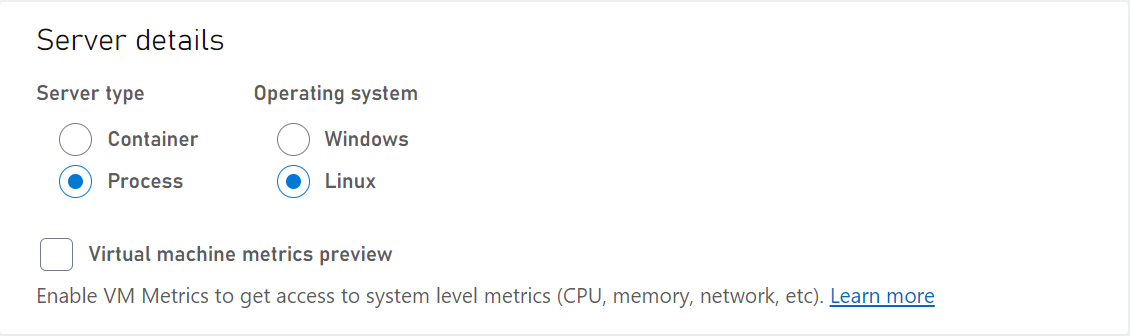 Server details
Server type Operating system
Container Windows
Process Linux
Virtual machine metrics preview
Enable VM Metrics to get access to system level metrics (CPU, memory, network, etc). Learn more